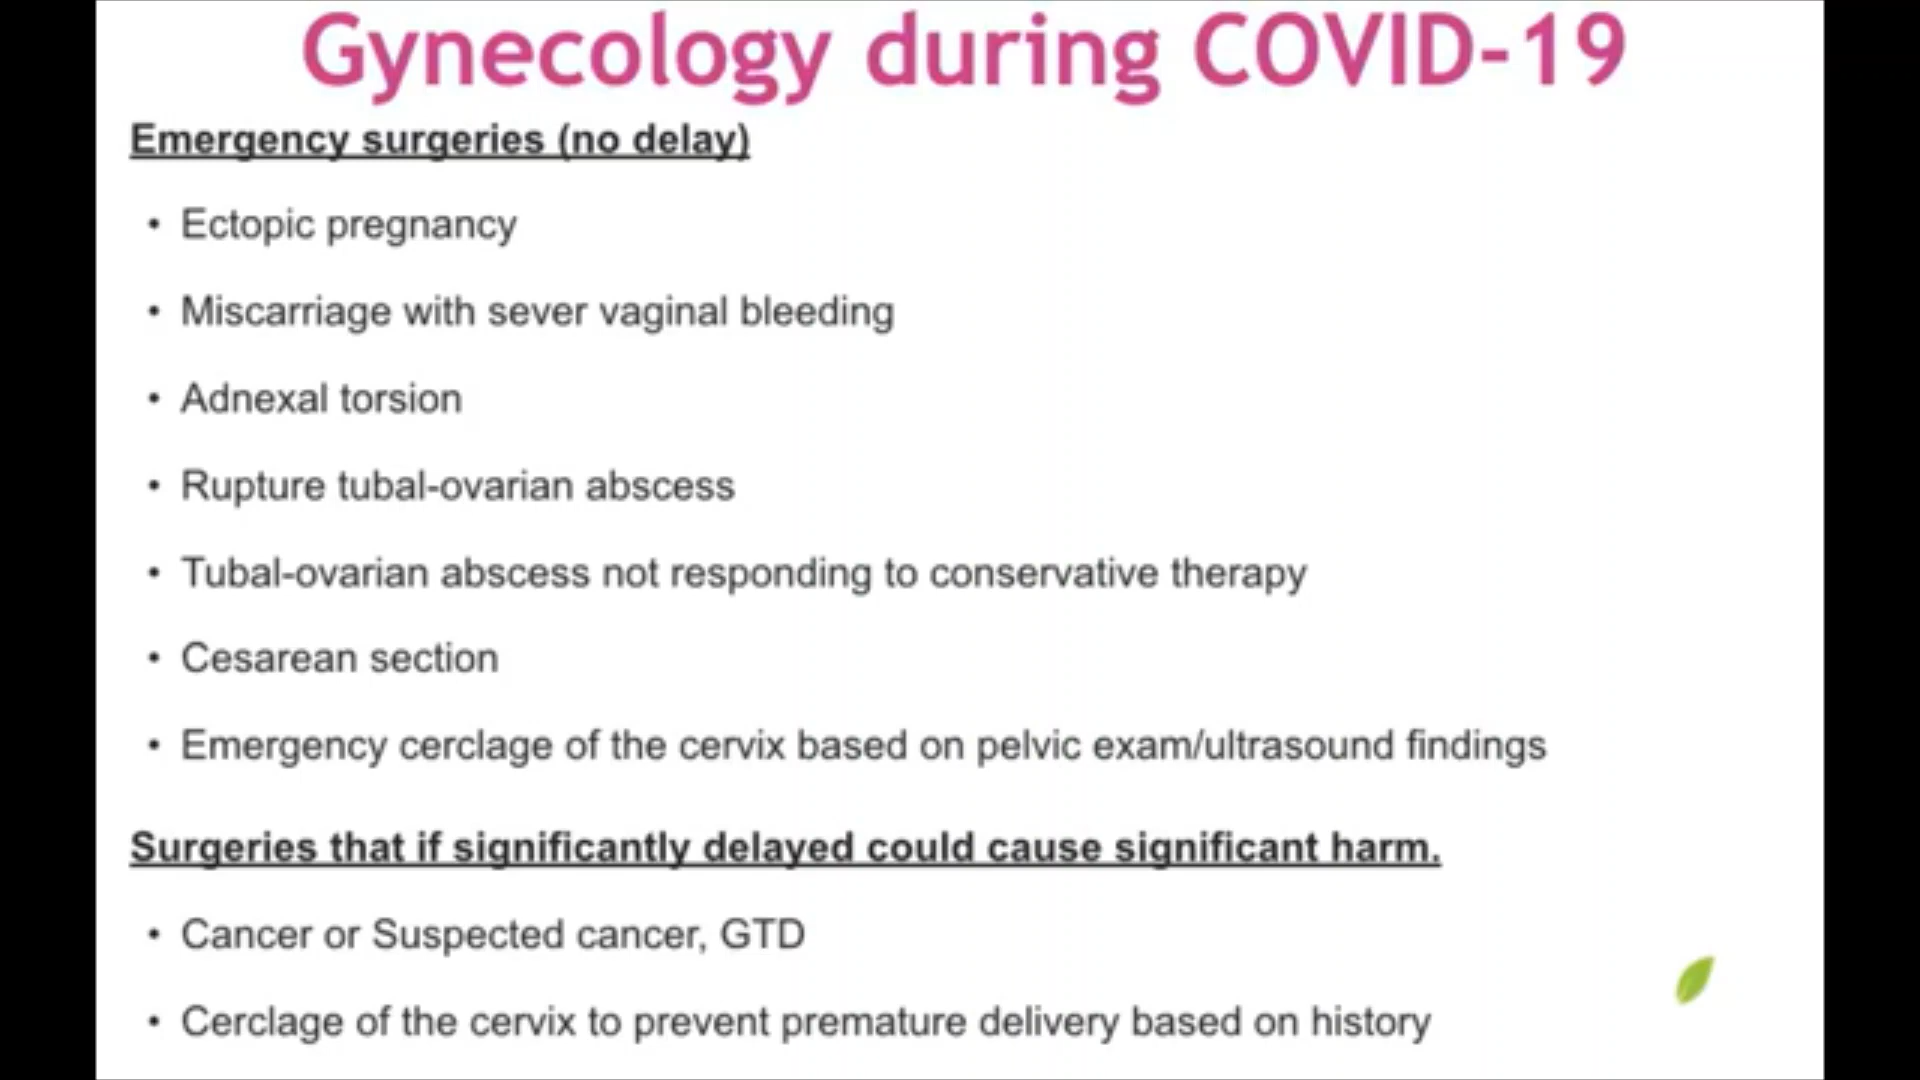 Gynecology during COVID-19
Emergency surgeries (no delay)
• Ectopic pregnancy
• Miscarriage with sever vaginal bleeding
• Adnexal torsion
• Rupture tubal-ovarian abscess
• Tubal-ovarian abscess not responding to conservative therapy
• Cesarean section
• Emergency cerclage of the cervix based on pelvic exam/ultrasound findings
Surgeries that if significantly delayed could cause significant harm.
• Cancer or Suspected cancer, GTD
• Cerclage of the cervix to prevent premature delivery based on history